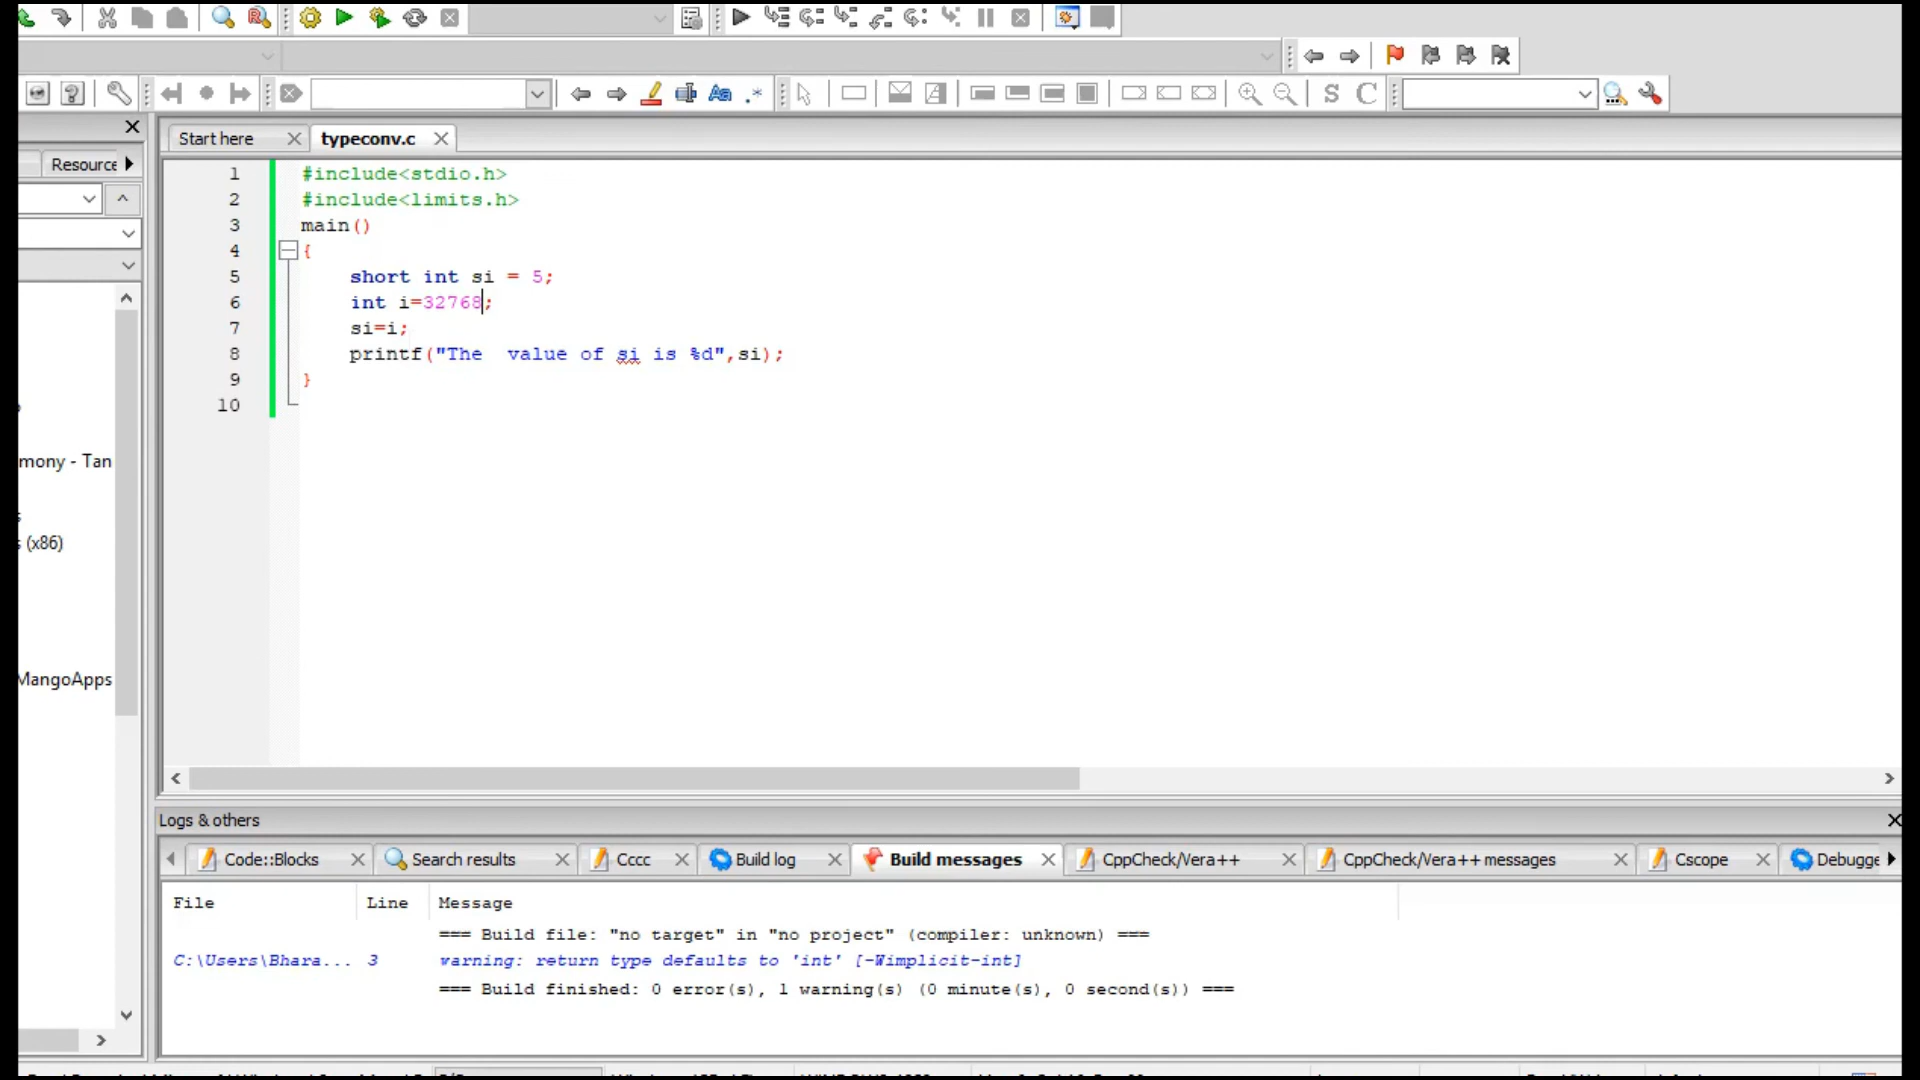 Start here
typeconv.c
Resource
1 #include<stdio.h>
2 #include<limits.h>
3 main()
4 {
5 short int si = 5;
6 int i=32768;
7 si=i;
8 printf("The  value of si is %d",si);
9 }
10
mony - Tan
s (x86)
MangoApps
Logs & others
Code::Blocks
Search results
Cccc
Build log
Build messages
CppCheck/Vera++
CppCheck/Vera++ messages
Cscope
Debugge
File Line Message
=== Build file: "no target" in "no project" (compiler: unknown) ===
C:\Users\Bhara... 3 warning: return type defaults to 'int' [-Wimplicit-int]
=== Build finished: 0 error(s), 1 warning(s) (0 minute(s), 0 second(s)) ===